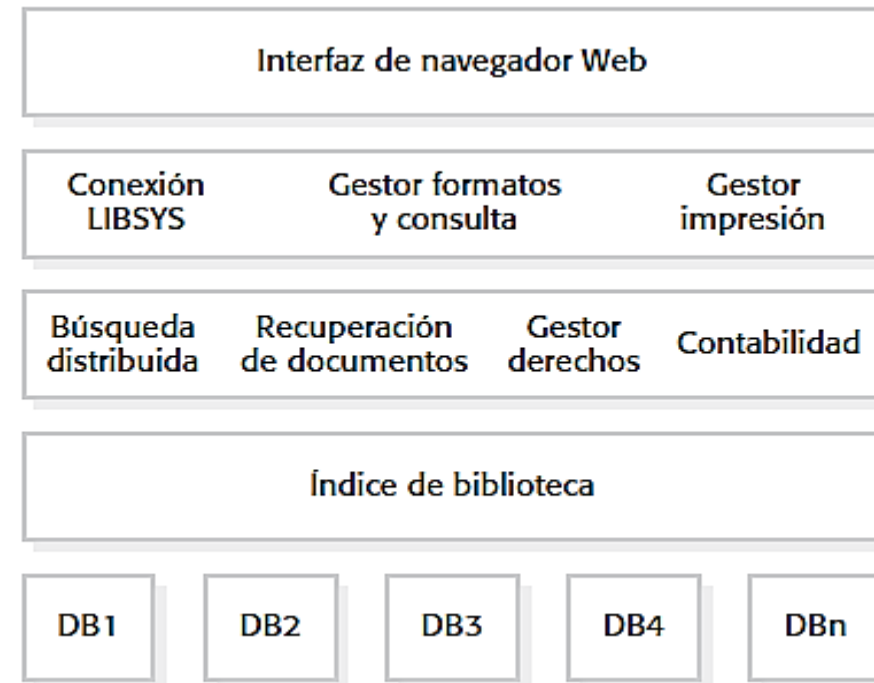 Interfaz de navegador Web
Conexión
LIBSYS
Gestor formatos
y consulta
Gestor
impresión
Búsqueda
distribuida
Recuperación
de documentos
Gestor
derechos
Contabilidad
Índice de biblioteca
DB1
DB2
DB3
DB4
DBn